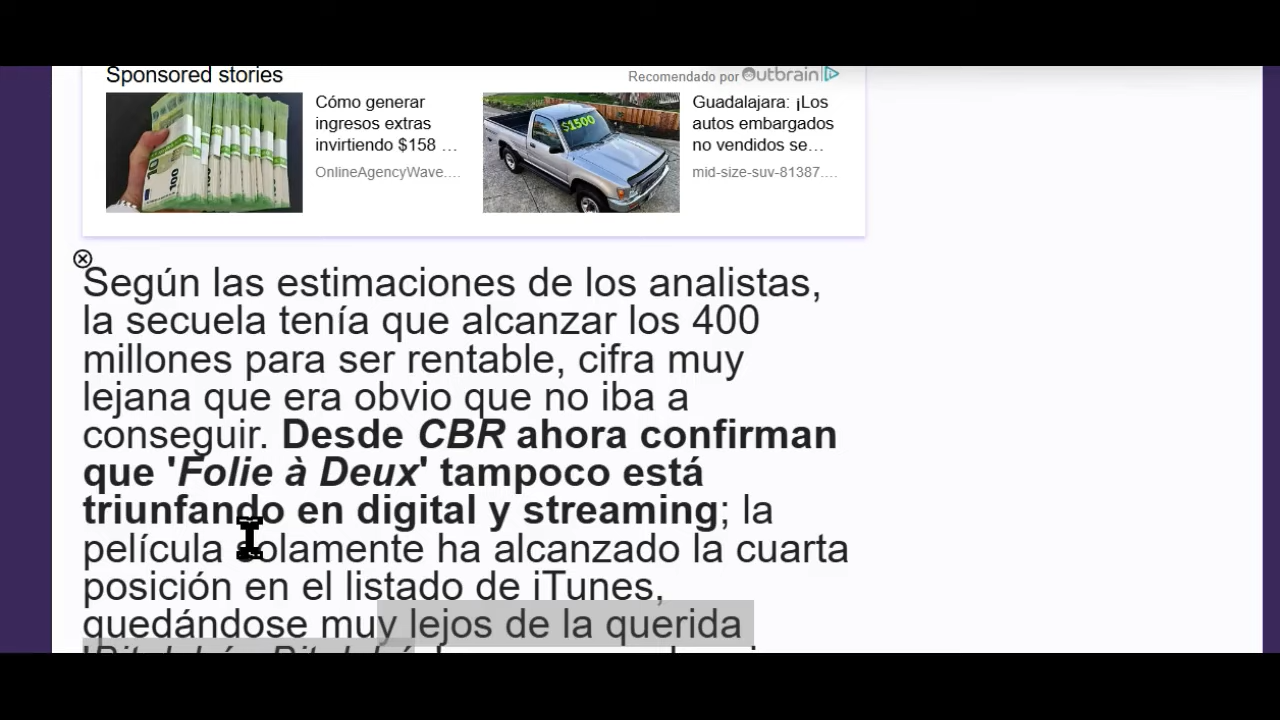 Sponsored stories
Recomendado por Outbrain
Cómo generar
ingresos extras
invirtiendo $158 ...
OnlineAgencyWave....
100
$1500
Guadalajara: ¡Los
autos embargados
no vendidos se...
mid-size-suv-81387....
Según las estimaciones de los analistas,
la secuela tenía que alcanzar los 400
millones para ser rentable, cifra muy
lejana que era obvio que no iba a
conseguir. Desde CBR ahora confirman
que 'Folie à Deux' tampoco está
triunfando en digital y streaming; la
película solamente ha alcanzado la cuarta
posición en el listado de iTunes,
quedándose muy lejos de la querida